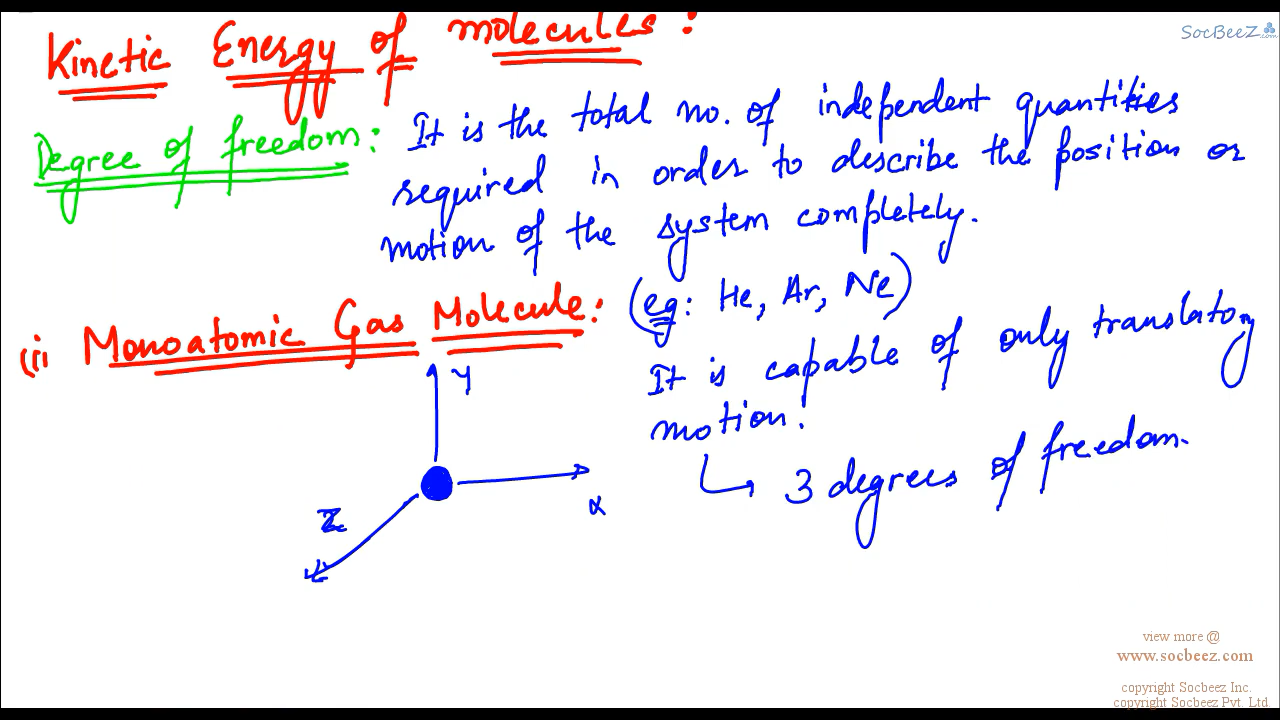 SocBeeZ.com
Kinetic Energy of molecules:
Degree of freedom: It is the total no. of independent quantities
required in order to describe the position or
motion of the system completely.
(i) Monoatomic Gas Molecule: (eg: He, Ar, Ne)
It is capable of only translatory
motion.
3 degrees of freedom.
Y
x
Z
view more @
www.socbeez.com
copyright Socbeez Inc.
copyright Socbeez Pvt. Ltd.